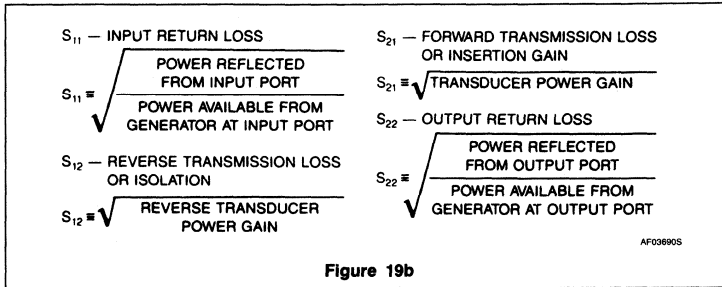 S11 — INPUT RETURN LOSS
S11 ≡ √
POWER REFLECTED
FROM INPUT PORT
POWER AVAILABLE FROM
GENERATOR AT INPUT PORT
S12 — REVERSE TRANSMISSION LOSS
OR ISOLATION
S12 ≡ √
REVERSE TRANSDUCER
POWER GAIN
S21 — FORWARD TRANSMISSION LOSS
OR INSERTION GAIN
S21 ≡ √ TRANSDUCER POWER GAIN
S22 — OUTPUT RETURN LOSS
S22 ≡ √
POWER REFLECTED
FROM OUTPUT PORT
POWER AVAILABLE FROM
GENERATOR AT OUTPUT PORT
AF03690S
Figure 19b